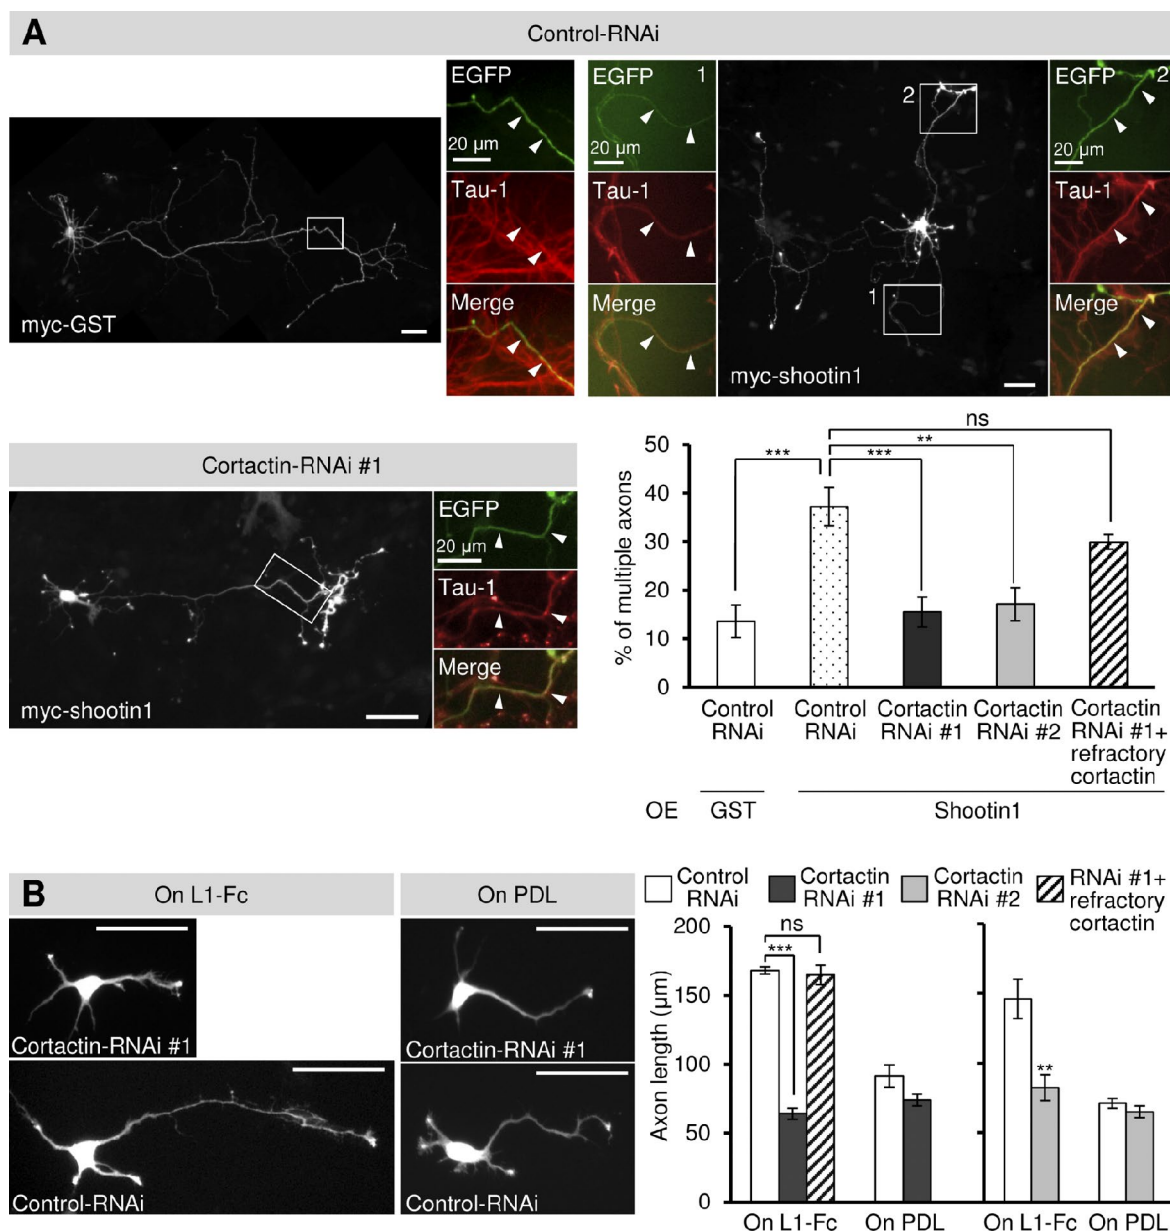 A
Control-RNAi
EGFP
20 µm
Tau-1
Merge
myc-GST
EGFP 1
20 µm
Tau-1
Merge
2
1
myc-shootin1
EGFP 2
20 µm
Tau-1
Merge
Cortactin-RNAi #1
EGFP
20 µm
Tau-1
Merge
myc-shootin1
ns
**
*** ***
% of multiple axons
50
40
30
20
10
0
Control
RNAi
Control
RNAi
Cortactin
RNAi #1
Cortactin
RNAi #2
Cortactin
RNAi #1+
refractory
cortactin
OE GST Shootin1
B
On L1-Fc
On PDL
Cortactin-RNAi #1
Cortactin-RNAi #1
Control-RNAi
Control-RNAi
Control
RNAi
Cortactin
RNAi #1
Cortactin
RNAi #2
RNAi #1+
refractory
cortactin
Axon length (µm)
200
150
100
50
0
ns
***
**
On L1-Fc On PDL On L1-Fc On PDL